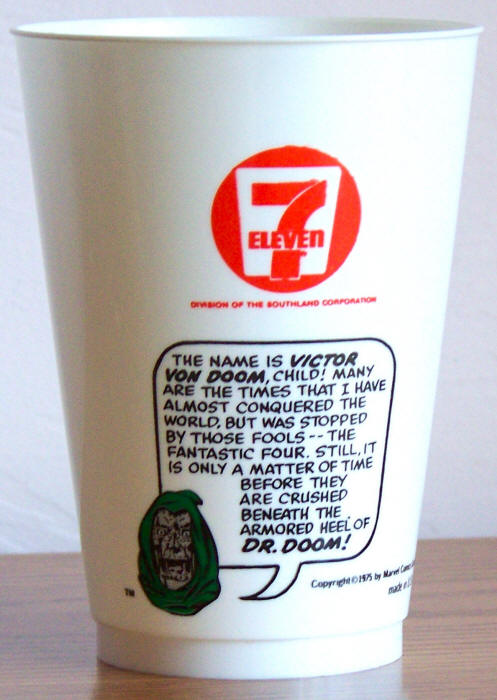 7
ELEVEn
DIVISION OF THE SOUTHLAND CORPORATION
THE NAME IS VICTOR
VON DOOM, CHILD! MANY
ARE THE TIMES THAT I HAVE
ALMOST CONQUERED THE
WORLD, BUT WAS STOPPED
BY THOSE FOOLS -- THE
FANTASTIC FOUR. STILL, IT
IS ONLY A MATTER OF TIME
BEFORE THEY
ARE CRUSHED
BENEATH THE
ARMORED HEEL OF
DR. DOOM!
TM
Copyright © 1975 by Marvel
made